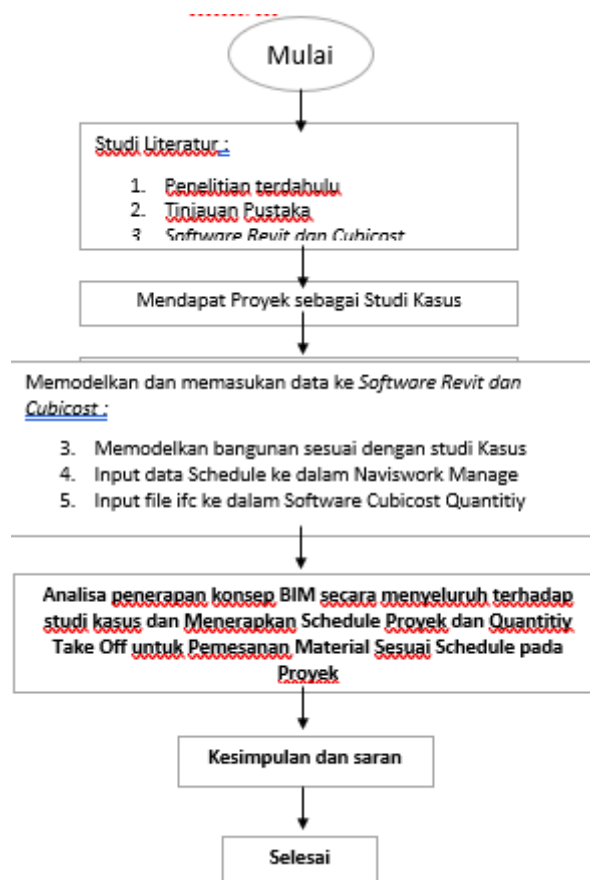 Mulai
Studi Literatur :
1. Penelitian terdahulu
2. Tinjauan Pustaka
3. Software Revit dan Cubicost
Mendapat Proyek sebagai Studi Kasus
Memodelkan dan memasukan data ke Software Revit dan
Cubicost :
3. Memodelkan bangunan sesuai dengan studi Kasus
4. Input data Schedule ke dalam Naviswork Manage
5. Input file ifc ke dalam Software Cubicost Quantitiy
Analisa penerapan konsep BIM secara menyeluruh terhadap
studi kasus dan Menerapkan Schedule Proyek dan Quantitiy
Take Off untuk Pemesanan Material Sesuai Schedule pada
Proyek
Kesimpulan dan saran
Selesai